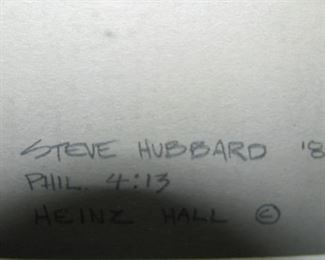 STEVE HUBBARD '8
PHIL. 4:13
HEINZ HALL ©